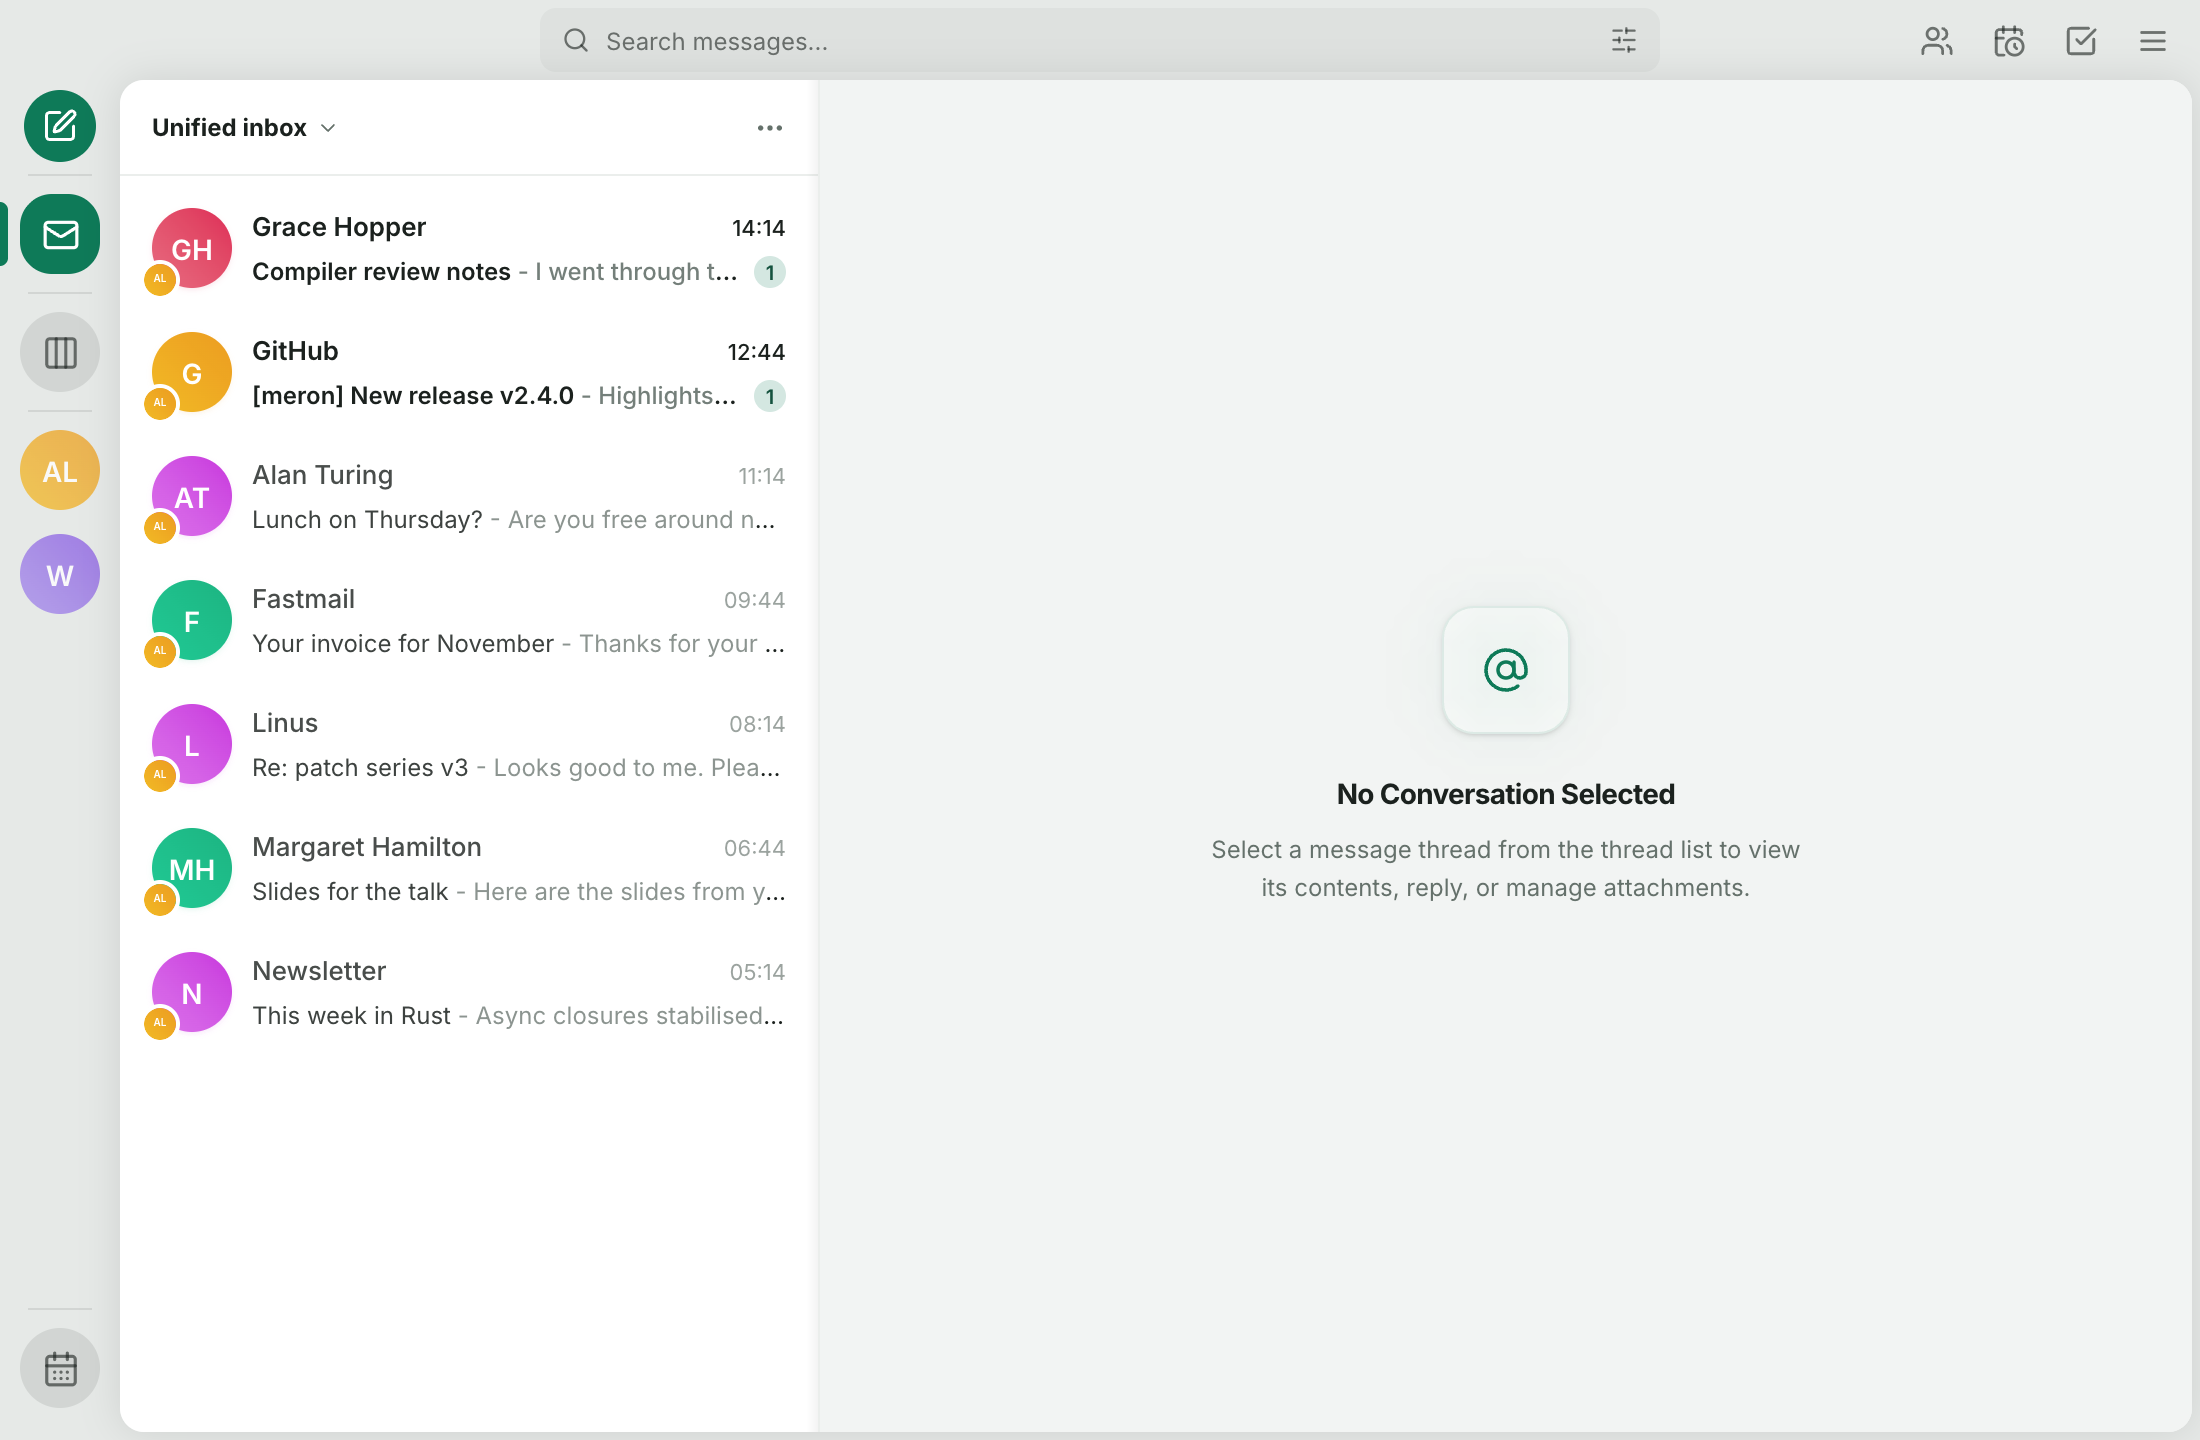 Search messages...
Unified inbox
GH
AL
Grace Hopper
14:14
Compiler review notes - I went through t...
1
G
AL
GitHub
12:44
[meron] New release v2.4.0 - Highlights...
1
AT
AL
Alan Turing
11:14
Lunch on Thursday? - Are you free around n...
F
AL
Fastmail
09:44
Your invoice for November - Thanks for your ...
L
AL
Linus
08:14
Re: patch series v3 - Looks good to me. Plea...
MH
AL
Margaret Hamilton
06:44
Slides for the talk - Here are the slides from y...
N
AL
Newsletter
05:14
This week in Rust - Async closures stabilised...
AL
W
No Conversation Selected
Select a message thread from the thread list to view
its contents, reply, or manage attachments.